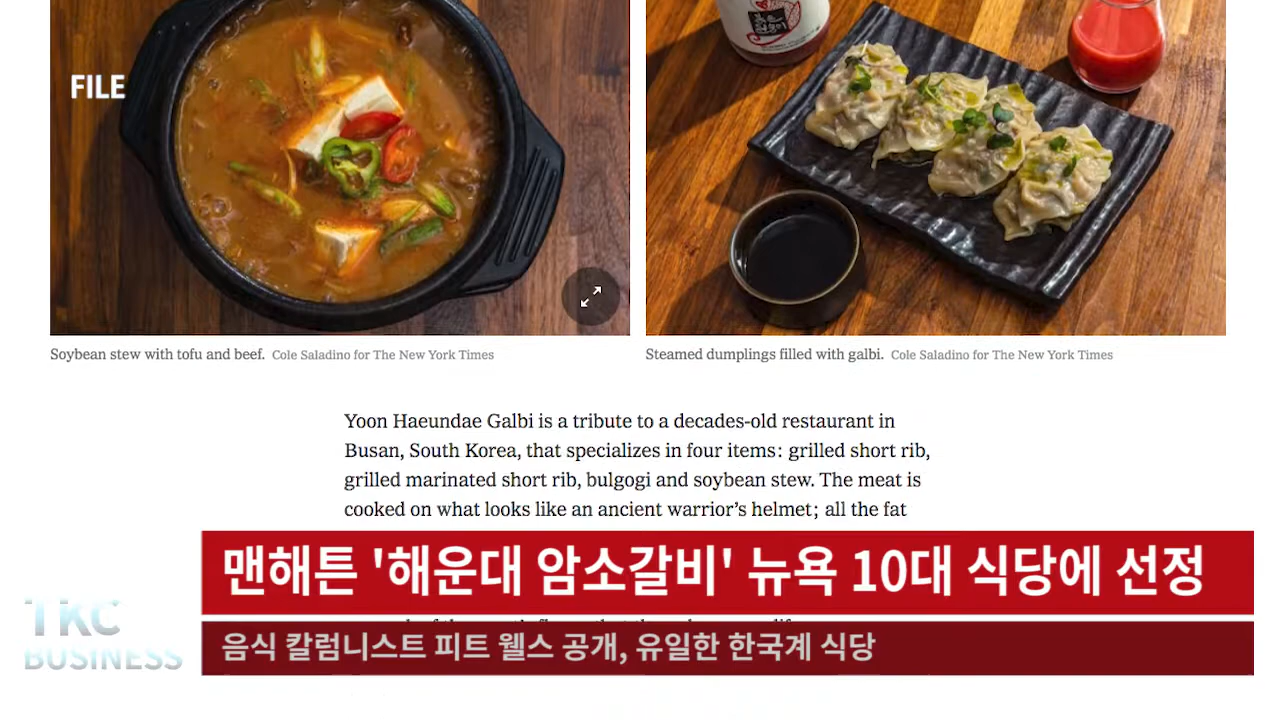 FILE
Soybean stew with tofu and beef. Cole Saladino for The New York Times
Steamed dumplings filled with galbi. Cole Saladino for The New York Times
Yoon Haeundae Galbi is a tribute to a decades-old restaurant in
Busan, South Korea, that specializes in four items: grilled short rib,
grilled marinated short rib, bulgogi and soybean stew. The meat is
cooked on what looks like an ancient warrior’s helmet; all the fat
맨해튼 '해운대 암소갈비' 뉴욕 10대 식당에 선정
음식 칼럼니스트 피트 웰스 공개, 유일한 한국계 식당
TKC
BUSINESS